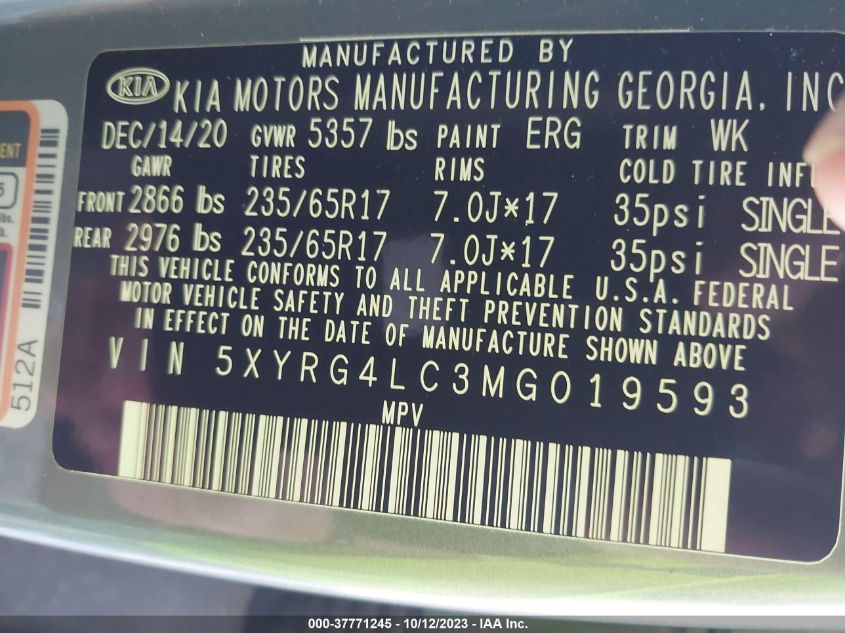 MANUFACTURED BY
KIA KIA MOTORS MANUFACTURING GEORGIA, INC
DEC/14/20 GVWR 5357 lbs PAINT ERG TRIM WK
GAWR TIRES RIMS COLD TIRE INF
FRONT 2866 lbs 235/65R17 7.0J*17 35psi SINGLE
REAR 2976 lbs 235/65R17 7.0J*17 35psi SINGLE
THIS VEHICLE CONFORMS TO ALL APPLICABLE U.S.A. FEDERAL
MOTOR VEHICLE SAFETY AND THEFT PREVENTION STANDARDS
IN EFFECT ON THE DATE OF MANUFACTURE SHOWN ABOVE
VIN 5XYRG4LC3MG019593
MPV
512A
000-37771245 - 10/12/2023 - IAA Inc.